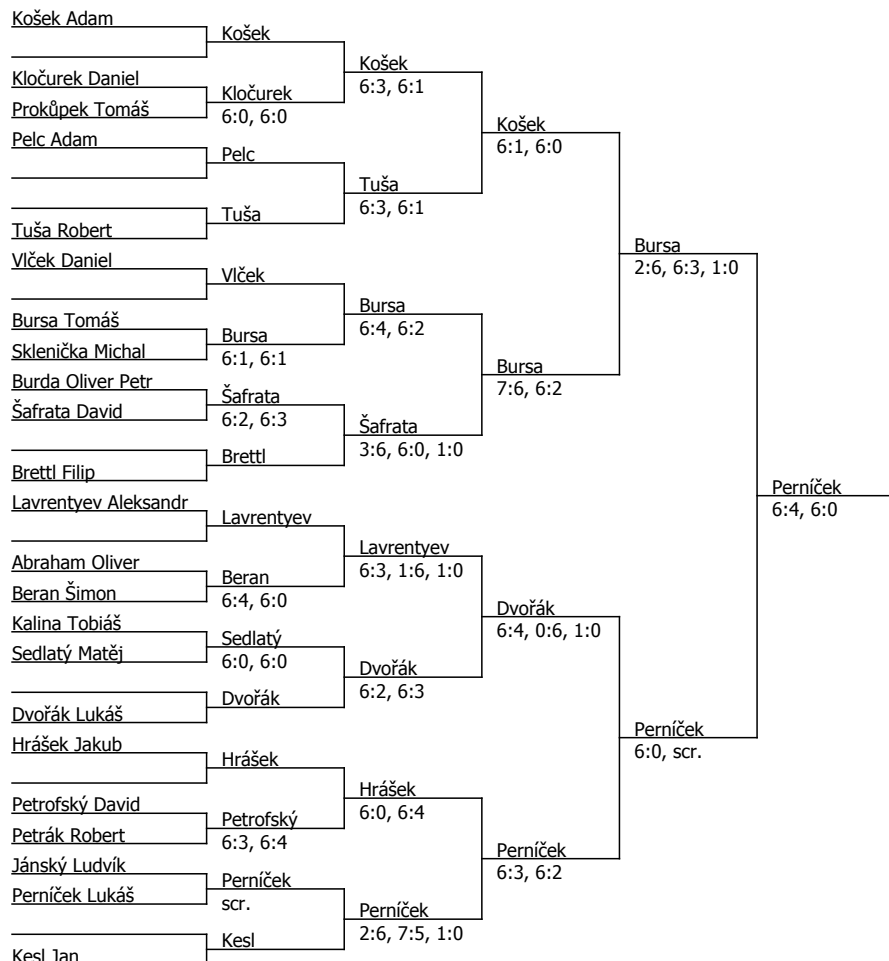 Košek Adam
Košek
Košek
Kločurek Daniel
6:3, 6:1
Kločurek
Prokůpek Tomáš
6:0, 6:0
Košek
Pelc Adam
6:1, 6:0
Pelc
Tuša
6:3, 6:1
Tuša
Tuša Robert
Bursa
Vlček Daniel
2:6, 6:3, 1:0
Vlček
Bursa
Bursa Tomáš
6:4, 6:2
Bursa
Sklenička Michal
6:1, 6:1
Bursa
Burda Oliver Petr
7:6, 6:2
Šafrata
Šafrata David
6:2, 6:3
Šafrata
3:6, 6:0, 1:0
Brettl
Brettl Filip
Perníček
Lavrentyev Aleksandr
6:4, 6:0
Lavrentyev
Lavrentyev
Abraham Oliver
6:3, 1:6, 1:0
Beran
Beran Šimon
6:4, 6:0
Dvořák
Kalina Tobiáš
6:4, 0:6, 1:0
Sedlatý
Sedlatý Matěj
6:0, 6:0
Dvořák
6:2, 6:3
Dvořák
Dvořák Lukáš
Perníček
Hrášek Jakub
6:0, scr.
Hrášek
Hrášek
Petrofský David
6:0, 6:4
Petrofský
Petrák Robert
6:3, 6:4
Perníček
Jánský Ludvík
6:3, 6:2
Perníček
Perníček Lukáš
scr.
Perníček
2:6, 7:5, 1:0
Kesl
Kesl Jan